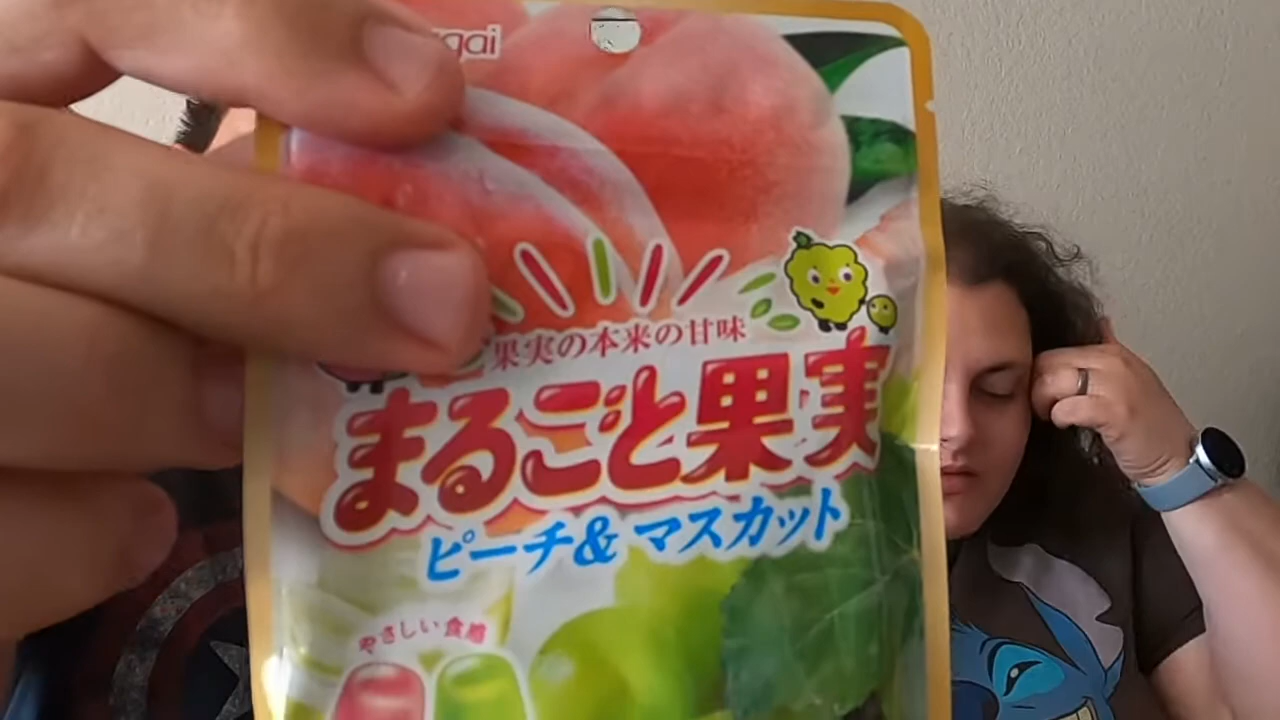 gai
果実の本来の甘味
まるごと果実
ピーチ&マスカット
やさしい食感